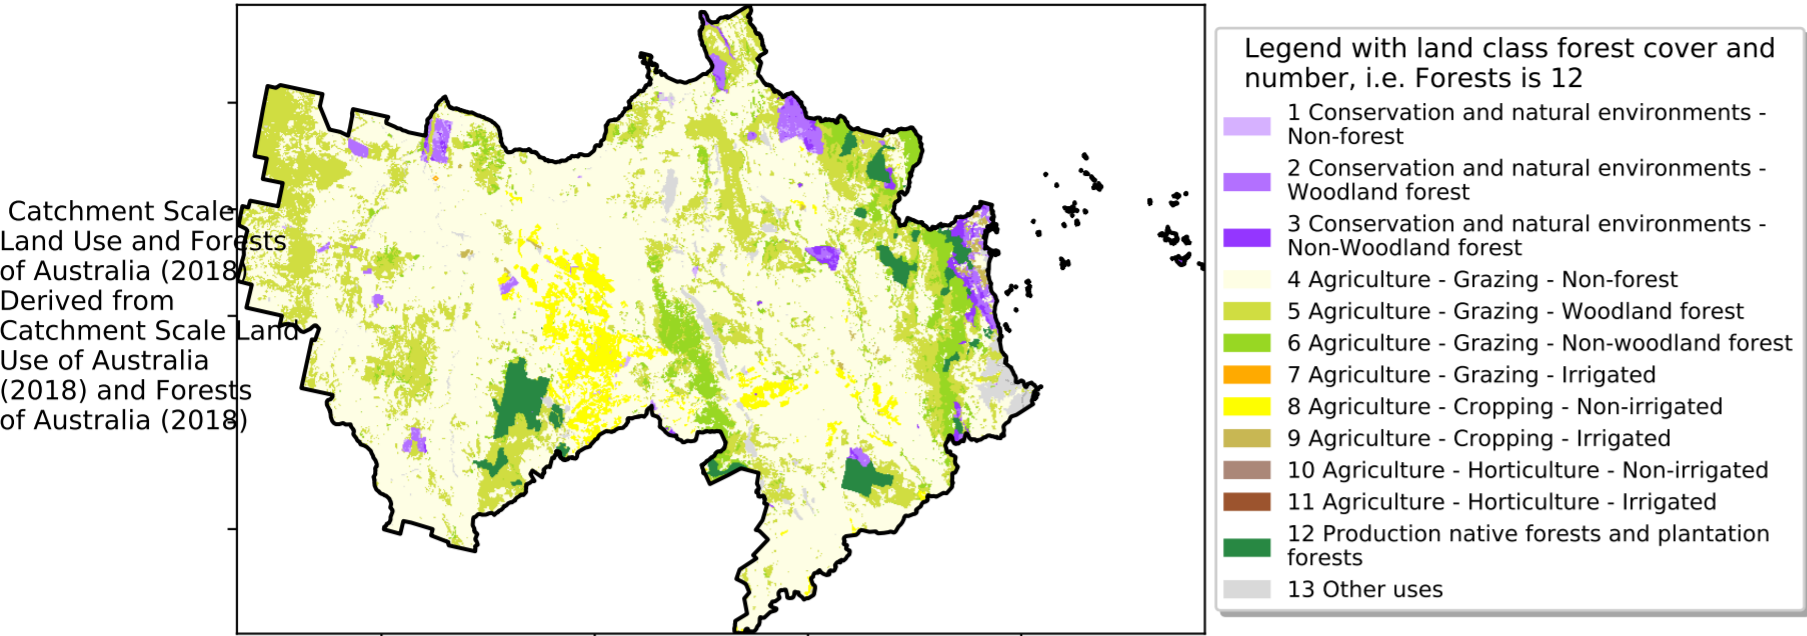 Catchment Scale
Land Use and Forests
of Australia (2018)
Derived from
Catchment Scale Land
Use of Australia
(2018) and Forests
of Australia (2018)
Legend with land class forest cover and
number, i.e. Forests is 12
1 Conservation and natural environments -
Non-forest
2 Conservation and natural environments -
Woodland forest
3 Conservation and natural environments -
Non-Woodland forest
4 Agriculture - Grazing - Non-forest
5 Agriculture - Grazing - Woodland forest
6 Agriculture - Grazing - Non-woodland forest
7 Agriculture - Grazing - Irrigated
8 Agriculture - Cropping - Non-irrigated
9 Agriculture - Cropping - Irrigated
10 Agriculture - Horticulture - Non-irrigated
11 Agriculture - Horticulture - Irrigated
12 Production native forests and plantation
forests
13 Other uses